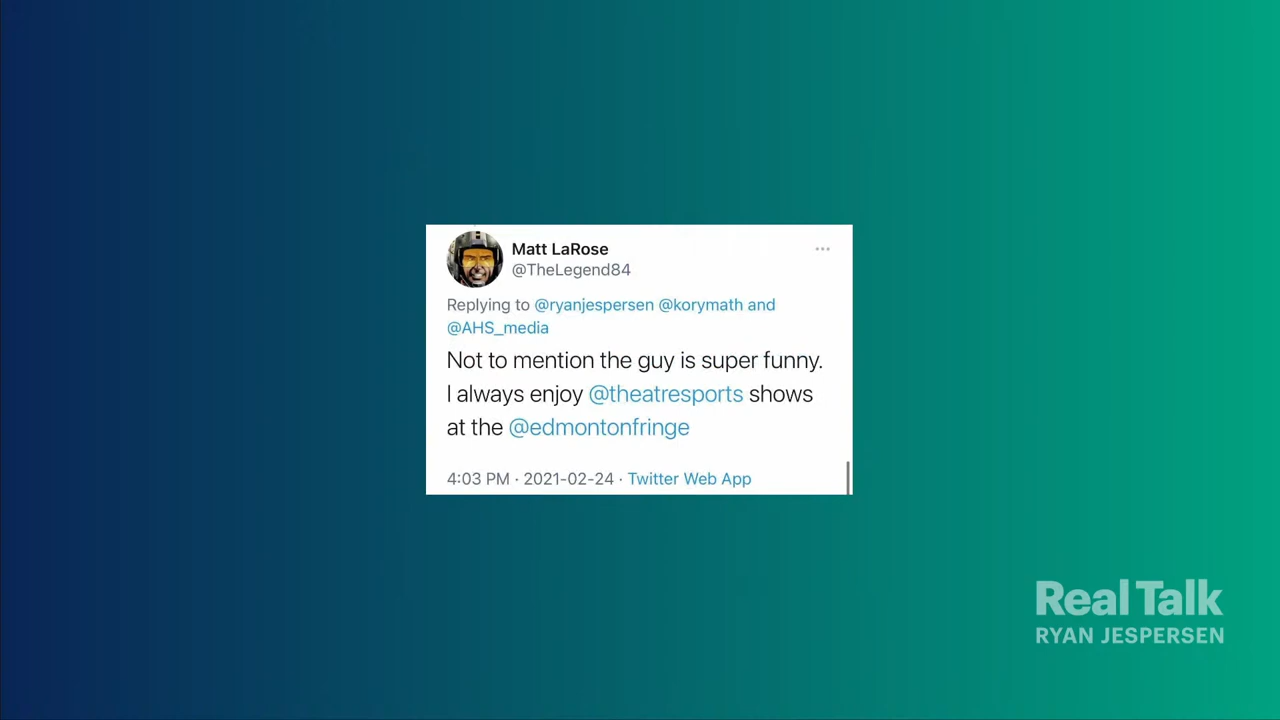 Matt LaRose
@TheLegend84
Replying to @ryanjespersen @korymath and
@AHS_media
Not to mention the guy is super funny.
I always enjoy @theatresports shows
at the @edmontonfringe
4:03 PM · 2021-02-24 · Twitter Web App
Real Talk
RYAN JESPERSEN